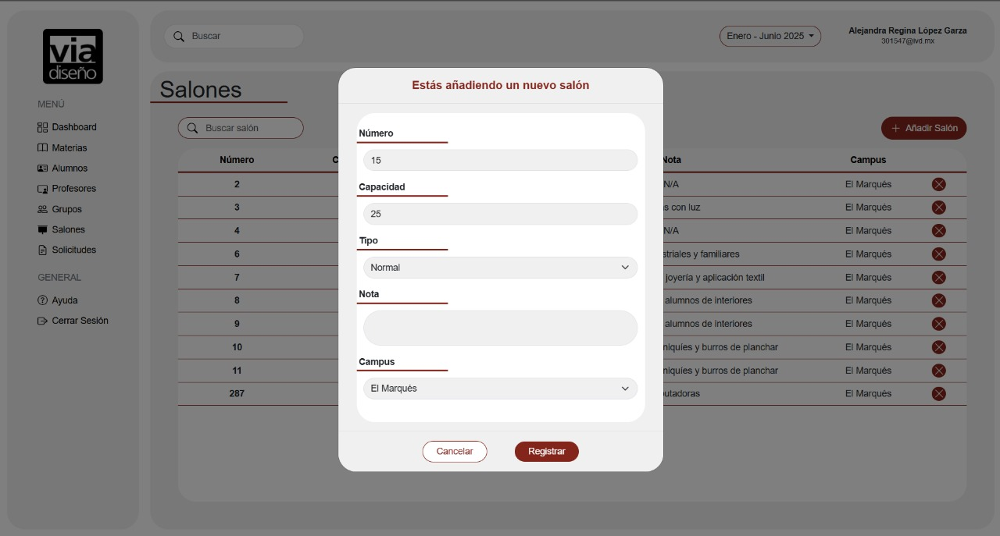 via
diseño
MENÚ
Dashboard
Materias
Alumnos
Profesores
Grupos
Salones
Solicitudes
GENERAL
Ayuda
Cerrar Sesión
Buscar
Enero - Junio 2025
Alejandra Regina López Garza
301547@ivd.mx
Salones
Buscar salón
Añadir Salón
Número C Nota Campus
2 N/A El Marqués
3 con luz El Marqués
4 N/A El Marqués
6 striales y familiares El Marqués
7 joyería y aplicación textil El Marqués
8 alumnos de interiores El Marqués
9 alumnos de interiores El Marqués
10 niquíes y burros de planchar El Marqués
11 niquíes y burros de planchar El Marqués
287 utadoras El Marqués
Estás añadiendo un nuevo salón
Número
15
Capacidad
25
Tipo
Normal
Nota
Campus
El Marqués
Cancelar
Registrar